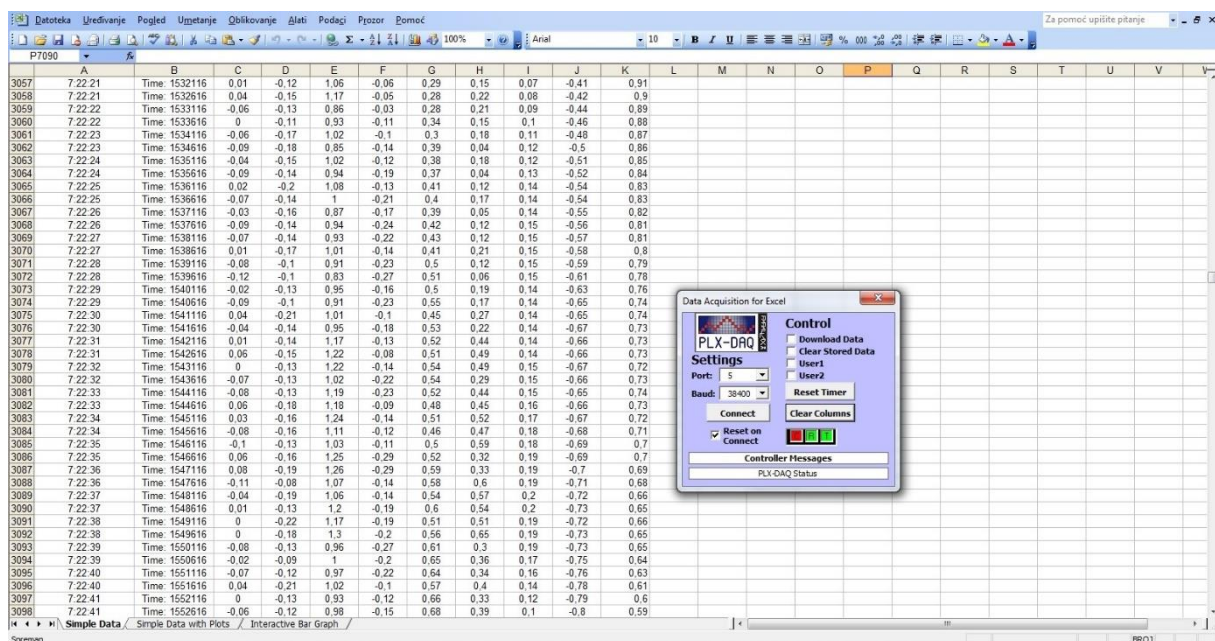 Datoteka Uređivanje Pogled Umetanje Oblikovanje Alati Podaci Prozor Pomoć Za pomoć upišite pitanje
100% Arial 10 B I U % 000
P7090 fx
A B C D E F G H I J K L M N O P Q R S T U V
3057 7:22:21 Time: 1532116 0,01 -0,12 1,06 -0,06 0,29 0,15 0,07 -0,41 0,91
3058 7:22:21 Time: 1532616 0,04 -0,15 1,17 -0,05 0,28 0,22 0,08 -0,42 0,9
3059 7:22:22 Time: 1533116 -0,06 -0,13 0,86 -0,03 0,28 0,21 0,09 -0,44 0,89
3060 7:22:22 Time: 1533616 0 -0,11 0,93 -0,11 0,34 0,15 0,1 -0,46 0,88
3061 7:22:23 Time: 1534116 -0,06 -0,17 1,02 -0,1 0,3 0,18 0,11 -0,48 0,87
3062 7:22:23 Time: 1534616 -0,09 -0,18 0,85 -0,14 0,39 0,04 0,12 -0,5 0,86
3063 7:22:24 Time: 1535116 -0,04 -0,15 1,02 -0,12 0,38 0,18 0,12 -0,51 0,85
3064 7:22:24 Time: 1535616 -0,09 -0,14 0,94 -0,19 0,37 0,04 0,13 -0,52 0,84
3065 7:22:25 Time: 1536116 0,02 -0,2 1,08 -0,13 0,41 0,12 0,14 -0,54 0,83
3066 7:22:25 Time: 1536616 -0,07 -0,14 1 -0,21 0,4 0,17 0,14 -0,54 0,83
3067 7:22:26 Time: 1537116 -0,03 -0,16 0,87 -0,17 0,39 0,05 0,14 -0,55 0,82
3068 7:22:26 Time: 1537616 -0,09 -0,14 0,94 -0,24 0,42 0,12 0,15 -0,56 0,81
3069 7:22:27 Time: 1538116 -0,07 -0,14 0,93 -0,22 0,43 0,12 0,15 -0,57 0,81
3070 7:22:27 Time: 1538616 0,01 -0,17 1,01 -0,14 0,41 0,21 0,15 -0,58 0,8
3071 7:22:28 Time: 1539116 -0,08 -0,1 0,91 -0,23 0,5 0,12 0,15 -0,59 0,79
3072 7:22:28 Time: 1539616 -0,12 -0,1 0,83 -0,27 0,51 0,06 0,15 -0,61 0,78
3073 7:22:29 Time: 1540116 -0,02 -0,13 0,95 -0,16 0,5 0,19 0,14 -0,63 0,76
3074 7:22:29 Time: 1540616 -0,09 -0,1 0,91 -0,23 0,55 0,17 0,14 -0,65 0,74
3075 7:22:30 Time: 1541116 0,04 -0,21 1,01 -0,1 0,45 0,27 0,14 -0,65 0,74
3076 7:22:30 Time: 1541616 -0,04 -0,14 0,95 -0,18 0,53 0,22 0,14 -0,67 0,73
3077 7:22:31 Time: 1542116 0,01 -0,14 1,17 -0,13 0,52 0,44 0,14 -0,66 0,73
3078 7:22:31 Time: 1542616 0,06 -0,15 1,22 -0,08 0,51 0,49 0,14 -0,66 0,73
3079 7:22:32 Time: 1543116 0 -0,13 1,22 -0,14 0,54 0,49 0,15 -0,67 0,72
3080 7:22:32 Time: 1543616 -0,07 -0,13 1,02 -0,22 0,54 0,29 0,15 -0,66 0,73
3081 7:22:33 Time: 1544116 -0,08 -0,13 1,19 -0,23 0,52 0,44 0,15 -0,65 0,74
3082 7:22:33 Time: 1544616 0,06 -0,18 1,18 -0,09 0,48 0,45 0,16 -0,66 0,73
3083 7:22:34 Time: 1545116 0,03 -0,16 1,24 -0,14 0,51 0,52 0,17 -0,67 0,72
3084 7:22:34 Time: 1545616 -0,08 -0,16 1,11 -0,12 0,46 0,47 0,18 -0,68 0,71
3085 7:22:35 Time: 1546116 -0,1 -0,13 1,03 -0,11 0,5 0,59 0,18 -0,69 0,7
3086 7:22:35 Time: 1546616 0,06 -0,16 1,25 -0,29 0,52 0,32 0,19 -0,69 0,7
3087 7:22:36 Time: 1547116 0,08 -0,19 1,26 -0,29 0,59 0,33 0,19 -0,7 0,69
3088 7:22:36 Time: 1547616 -0,11 -0,08 1,07 -0,14 0,58 0,6 0,19 -0,71 0,68
3089 7:22:37 Time: 1548116 -0,04 -0,19 1,06 -0,14 0,54 0,57 0,2 -0,72 0,66
3090 7:22:37 Time: 1548616 0,01 -0,13 1,2 -0,19 0,6 0,54 0,2 -0,73 0,65
3091 7:22:38 Time: 1549116 0 -0,22 1,17 -0,19 0,51 0,51 0,19 -0,72 0,66
3092 7:22:38 Time: 1549616 0 -0,18 1,3 -0,2 0,56 0,65 0,19 -0,73 0,65
3093 7:22:39 Time: 1550116 -0,08 -0,13 0,96 -0,27 0,61 0,3 0,19 -0,73 0,65
3094 7:22:39 Time: 1550616 -0,02 -0,09 1 -0,2 0,65 0,36 0,17 -0,75 0,64
3095 7:22:40 Time: 1551116 -0,07 -0,12 0,97 -0,22 0,64 0,34 0,16 -0,76 0,63
3096 7:22:40 Time: 1551616 0,04 -0,21 1,02 -0,1 0,57 0,4 0,14 -0,78 0,61
3097 7:22:41 Time: 1552116 0 -0,13 0,93 -0,12 0,66 0,33 0,12 -0,79 0,6
3098 7:22:41 Time: 1552616 -0,06 -0,12 0,98 -0,15 0,68 0,39 0,1 -0,8 0,59
Data Acquisition for Excel
PLX-DAQ
Control
Download Data
Clear Stored Data
User1
User2
Settings
Port: 5
Baud: 38400
Reset Timer
Connect
Clear Columns
Reset on
Connect
Controller Messages
PLX-DAQ Status
Simple Data Simple Data with Plots Interactive Bar Graph
Spreman BROJ